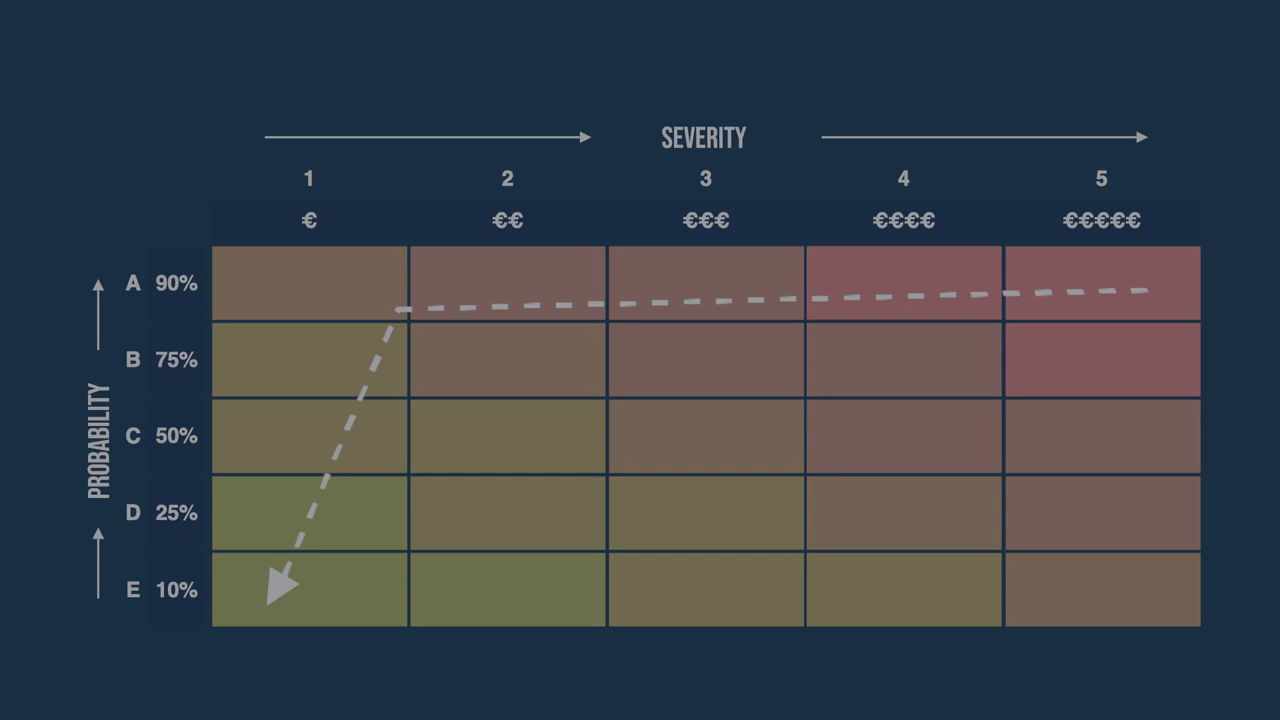 SEVERITY
1 2 3 4 5
€ €€ €€€ €€€€ €€€€€
PROBABILITY
A 90%
B 75%
C 50%
D 25%
E 10%